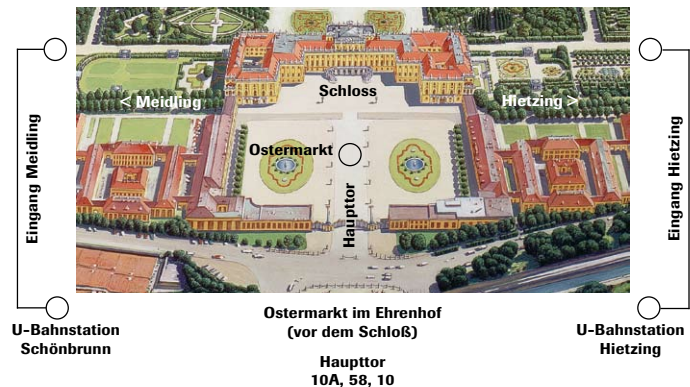 Schloss
< Meidling
Hietzing >
Ostermarkt
Haupttor
Eingang Meidling
Eingang Hietzing
U-Bahnstation
Schönbrunn
Ostermarkt im Ehrenhof
(vor dem Schloß)
Haupttor
10A, 58, 10
U-Bahnstation
Hietzing